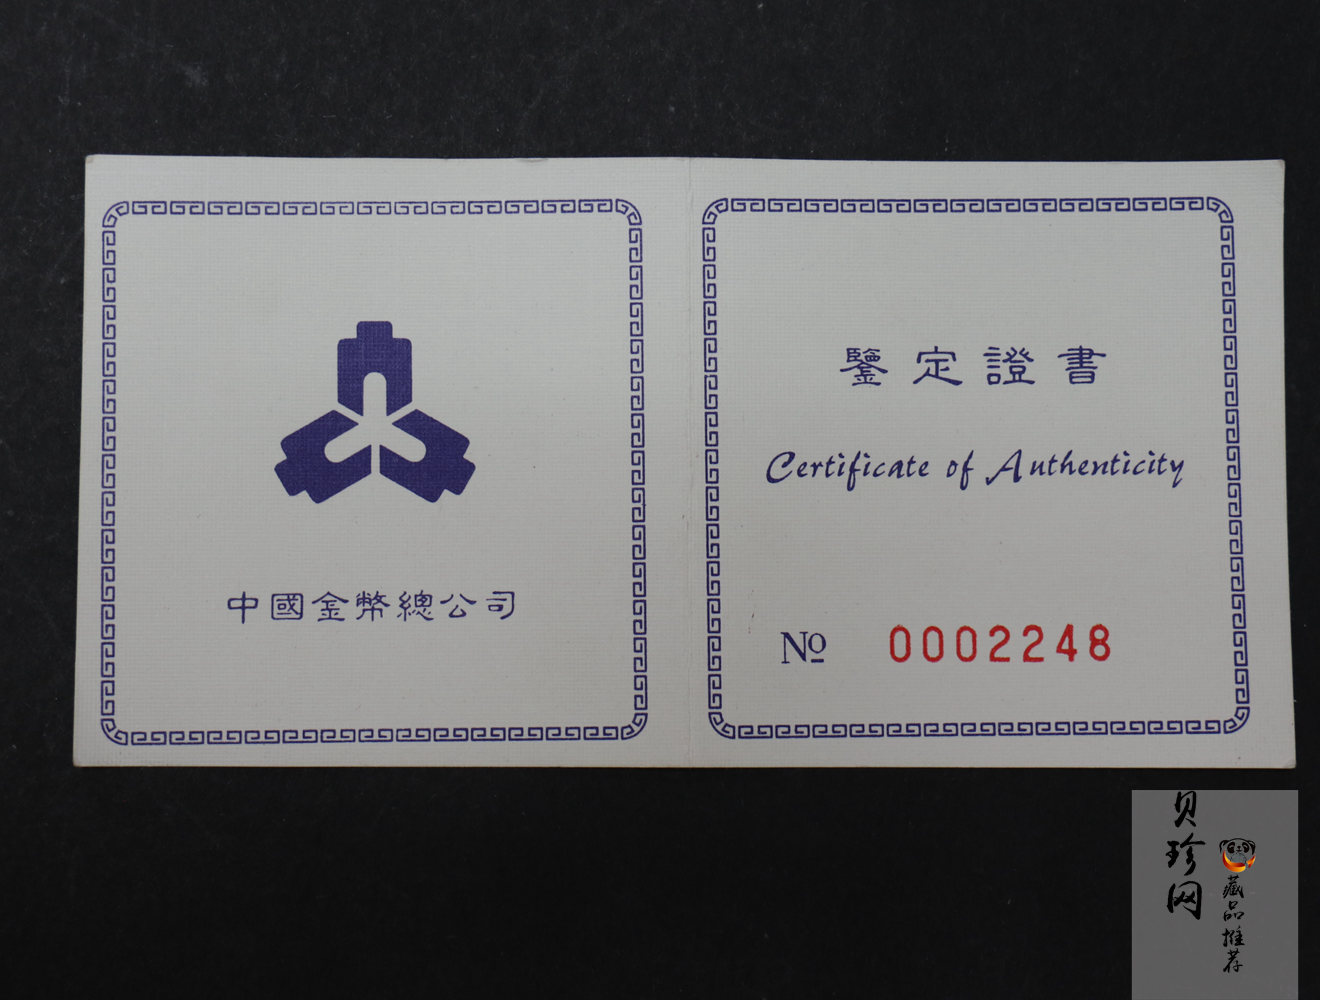 中國金幣總公司
鑒定證書
Certificate of Authenticity
№ 0002248
贝珍网
藏品推荐